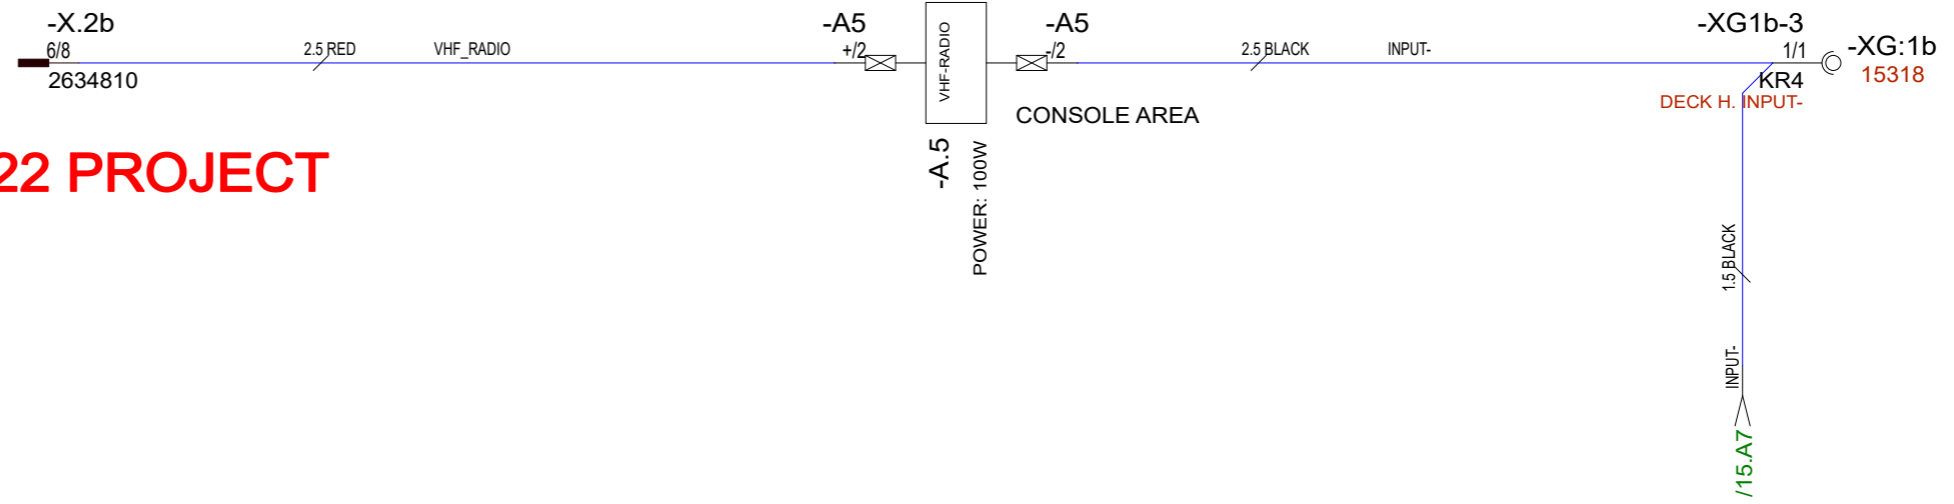 -X.2b
6/8
2634810
2.5 RED
VHF_RADIO
-A5
+/2
VHF-RADIO
-A5
-/2
CONSOLE AREA
-A.5
POWER: 100W
2.5 BLACK
INPUT-
-XG1b-3
1/1
KR4
DECK H. INPUT-
-XG:1b
15318
22 PROJECT
1.5 BLACK
INPUT-
/15.A7